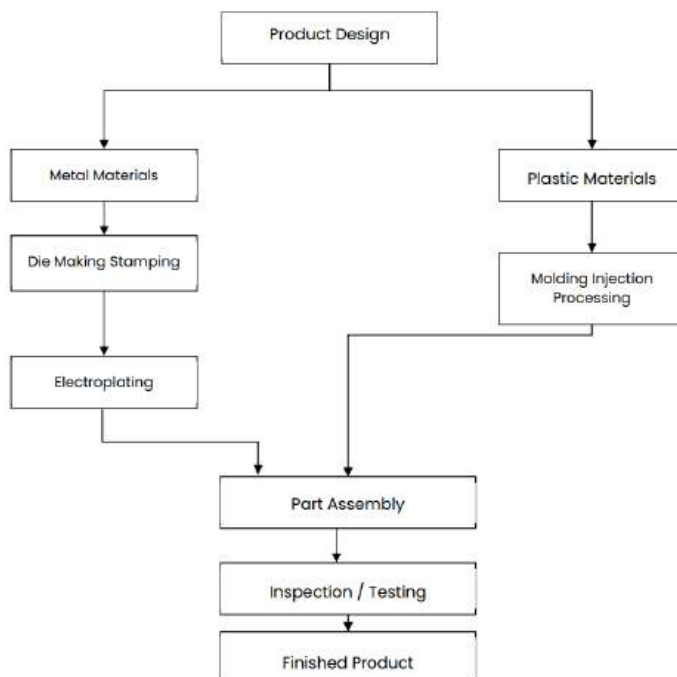 Product Design
Metal Materials
Plastic Materials
Die Making Stamping
Molding Injection
Processing
Electroplating
Part Assembly
Inspection / Testing
Finished Product